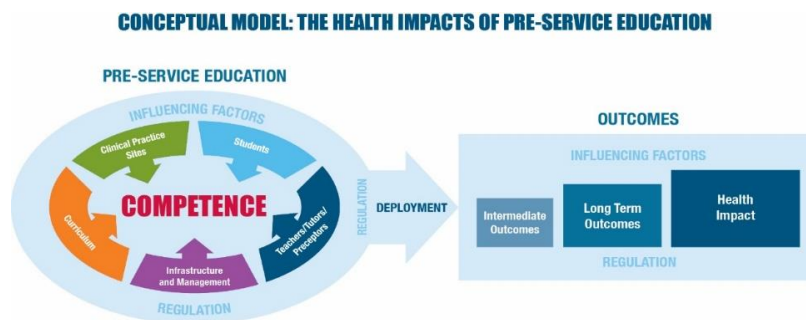 CONCEPTUAL MODEL: THE HEALTH IMPACTS OF PRE-SERVICE EDUCATION
PRE-SERVICE EDUCATION
INFLUENCING FACTORS
Clinical Practice
Sites
Students
Curriculum
COMPETENCE
Teachers/Tutors/
Preceptors
Infrastructure
and Management
REGULATION
REGULATION
DEPLOYMENT
OUTCOMES
INFLUENCING FACTORS
Intermediate
Outcomes
Long Term
Outcomes
Health
Impact
REGULATION